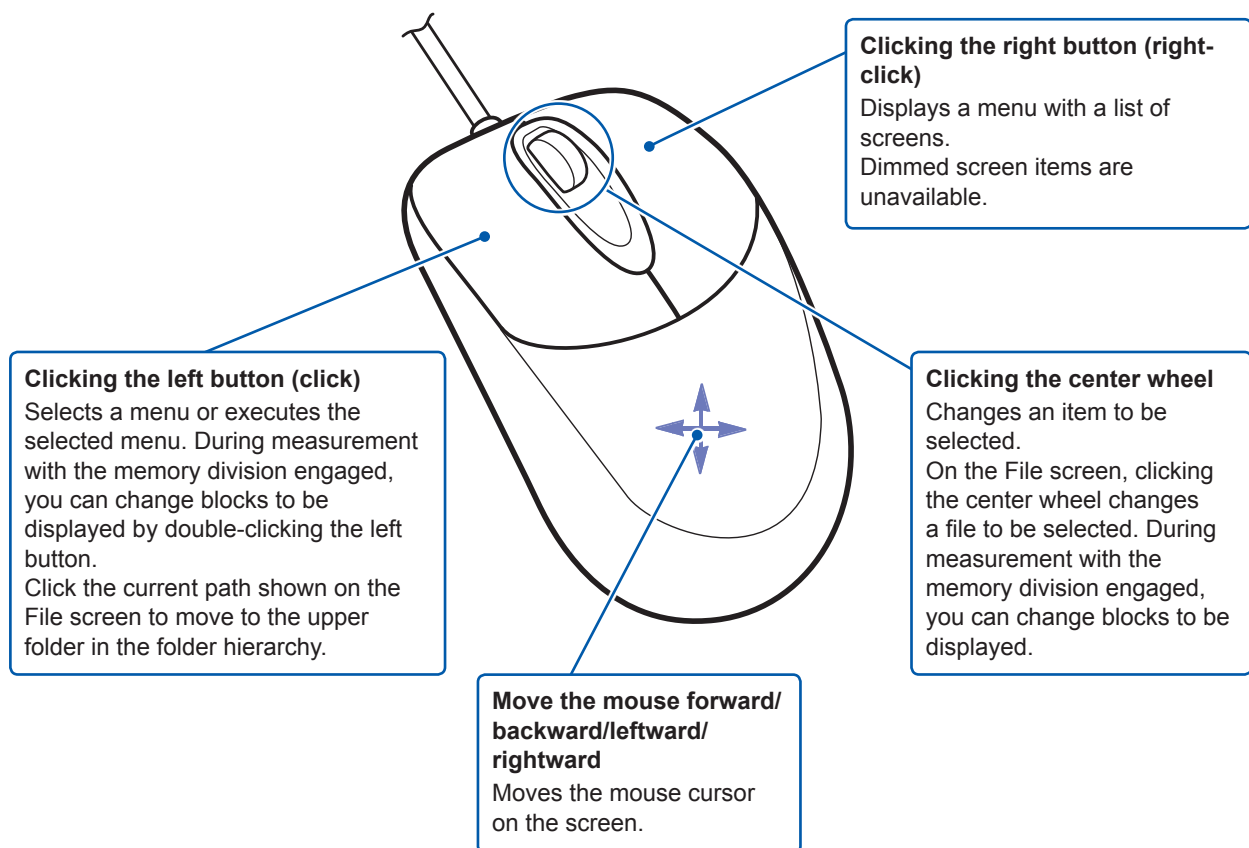 Clicking the right button (right-
click)
Displays a menu with a list of
screens.
Dimmed screen items are
unavailable.
Clicking the left button (click)
Selects a menu or executes the
selected menu. During measurement
with the memory division engaged,
you can change blocks to be
displayed by double-clicking the left
button.
Click the current path shown on the
File screen to move to the upper
folder in the folder hierarchy.
Clicking the center wheel
Changes an item to be
selected.
On the File screen, clicking
the center wheel changes
a file to be selected. During
measurement with the
memory division engaged,
you can change blocks to be
displayed.
Move the mouse forward/
backward/leftward/
rightward
Moves the mouse cursor
on the screen.